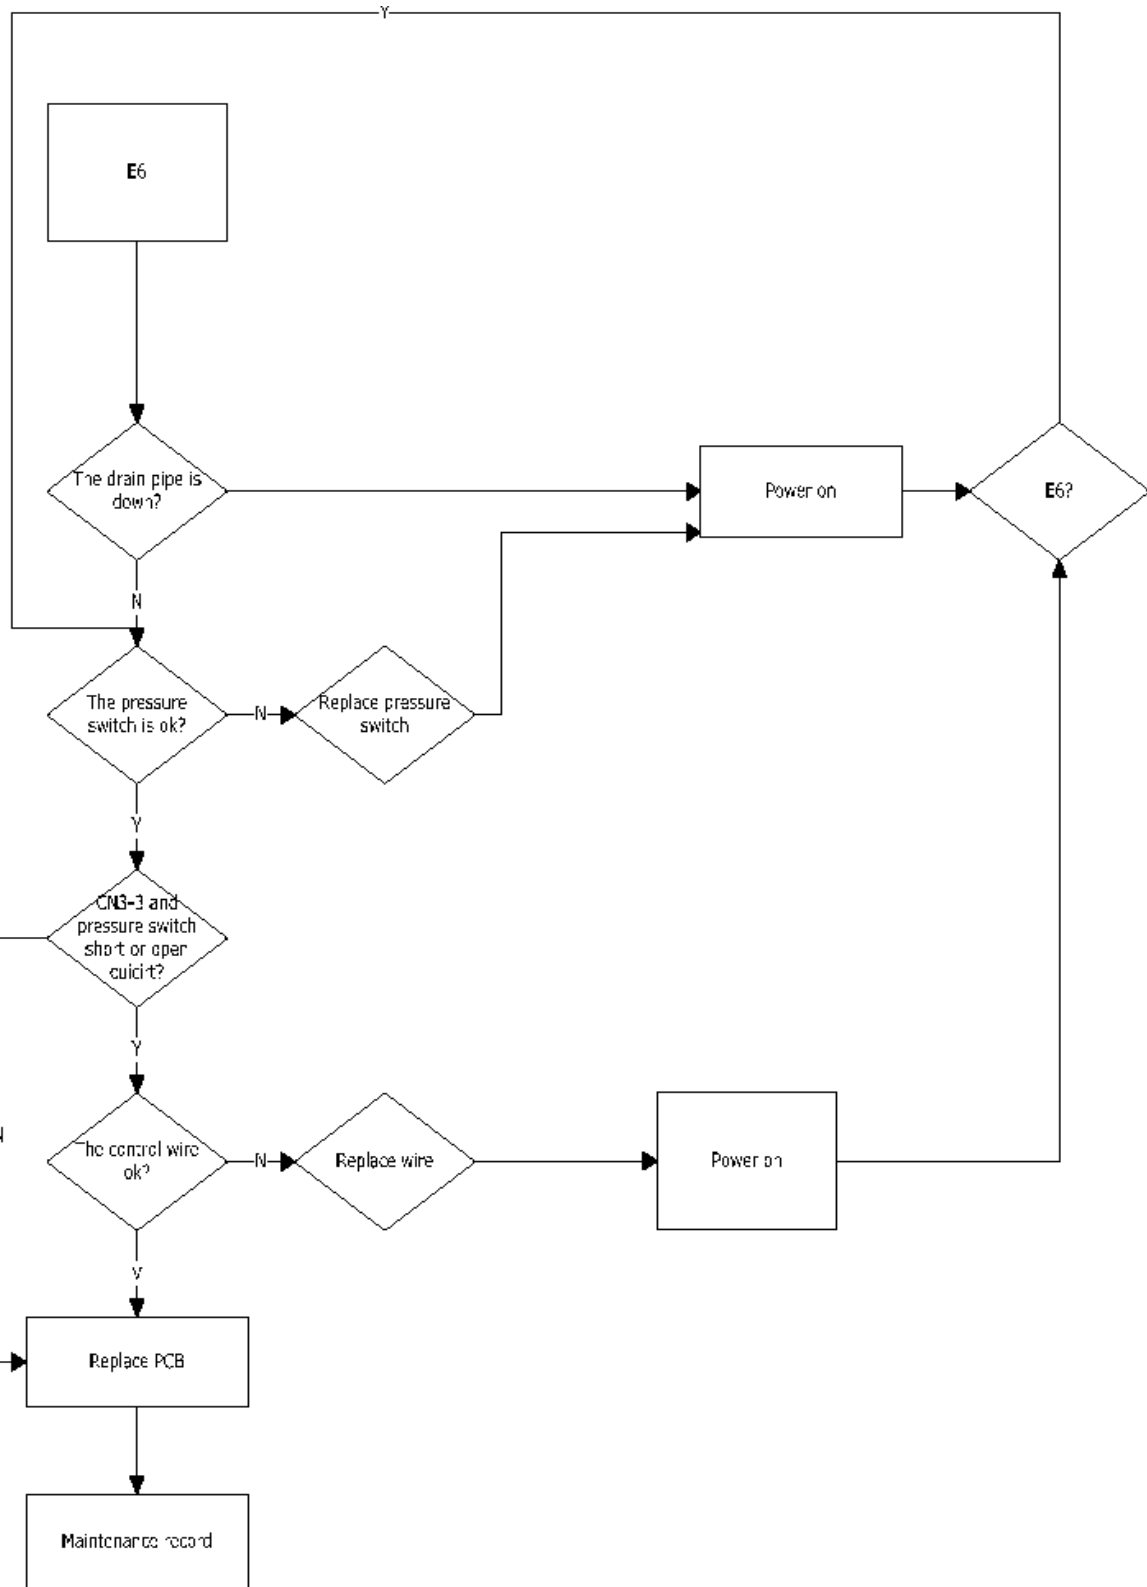 Y
E6
The drain pipe is
down?
Power on
E6?
N
The pressure
switch is ok?
N
Replace pressure
switch
Y
CN3-3 and
pressure switch
short or open
cuicirt?
Y
N
The control wire
ok?
N
Replace wire
Power on
Y
Replace PCB
Maintenance record